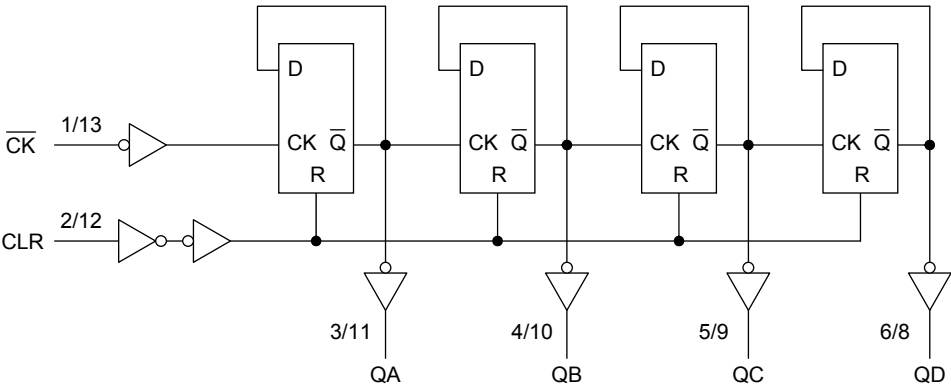 D D D D
1/13
C̅K̅ CK Q̅ CK Q̅ CK Q̅ CK Q̅
R R R R
2/12
CLR
3/11 4/10 5/9 6/8
QA QB QC QD